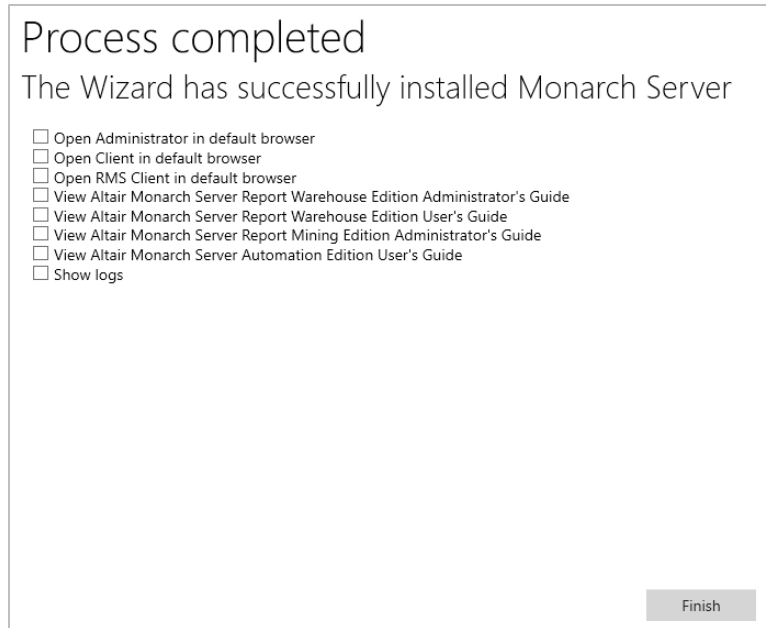 Process completed
The Wizard has successfully installed Monarch Server
Open Administrator in default browser
Open Client in default browser
Open RMS Client in default browser
View Altair Monarch Server Report Warehouse Edition Administrator's Guide
View Altair Monarch Server Report Warehouse Edition User's Guide
View Altair Monarch Server Report Mining Edition Administrator's Guide
View Altair Monarch Server Automation Edition User's Guide
Show logs
Finish